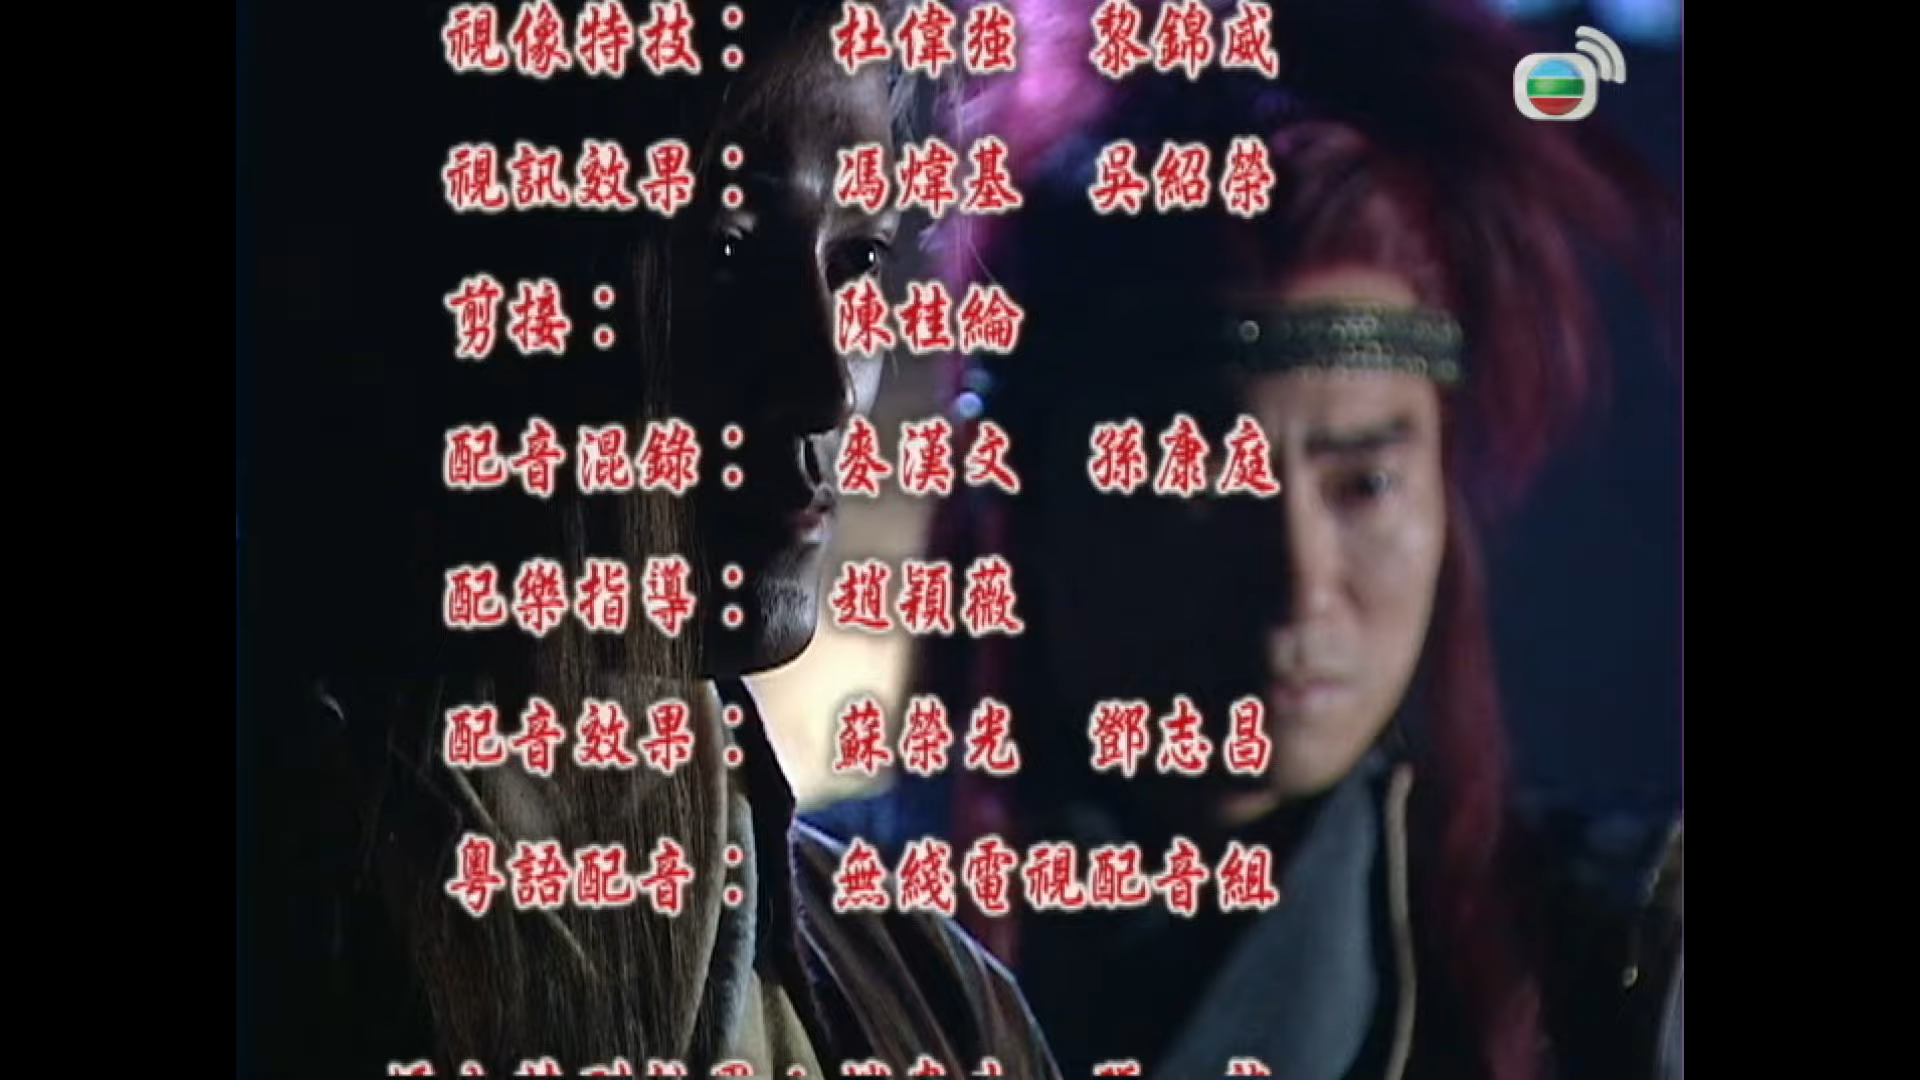 視像特技： 杜偉強 黎錦威
視訊效果： 馮煒基 吳紹榮
剪接： 陳桂綸
配音混錄： 麥漢文 孫康庭
配樂指導： 趙穎薇
配音效果： 蘇榮光 鄧志昌
粵語配音： 無綫電視配音組